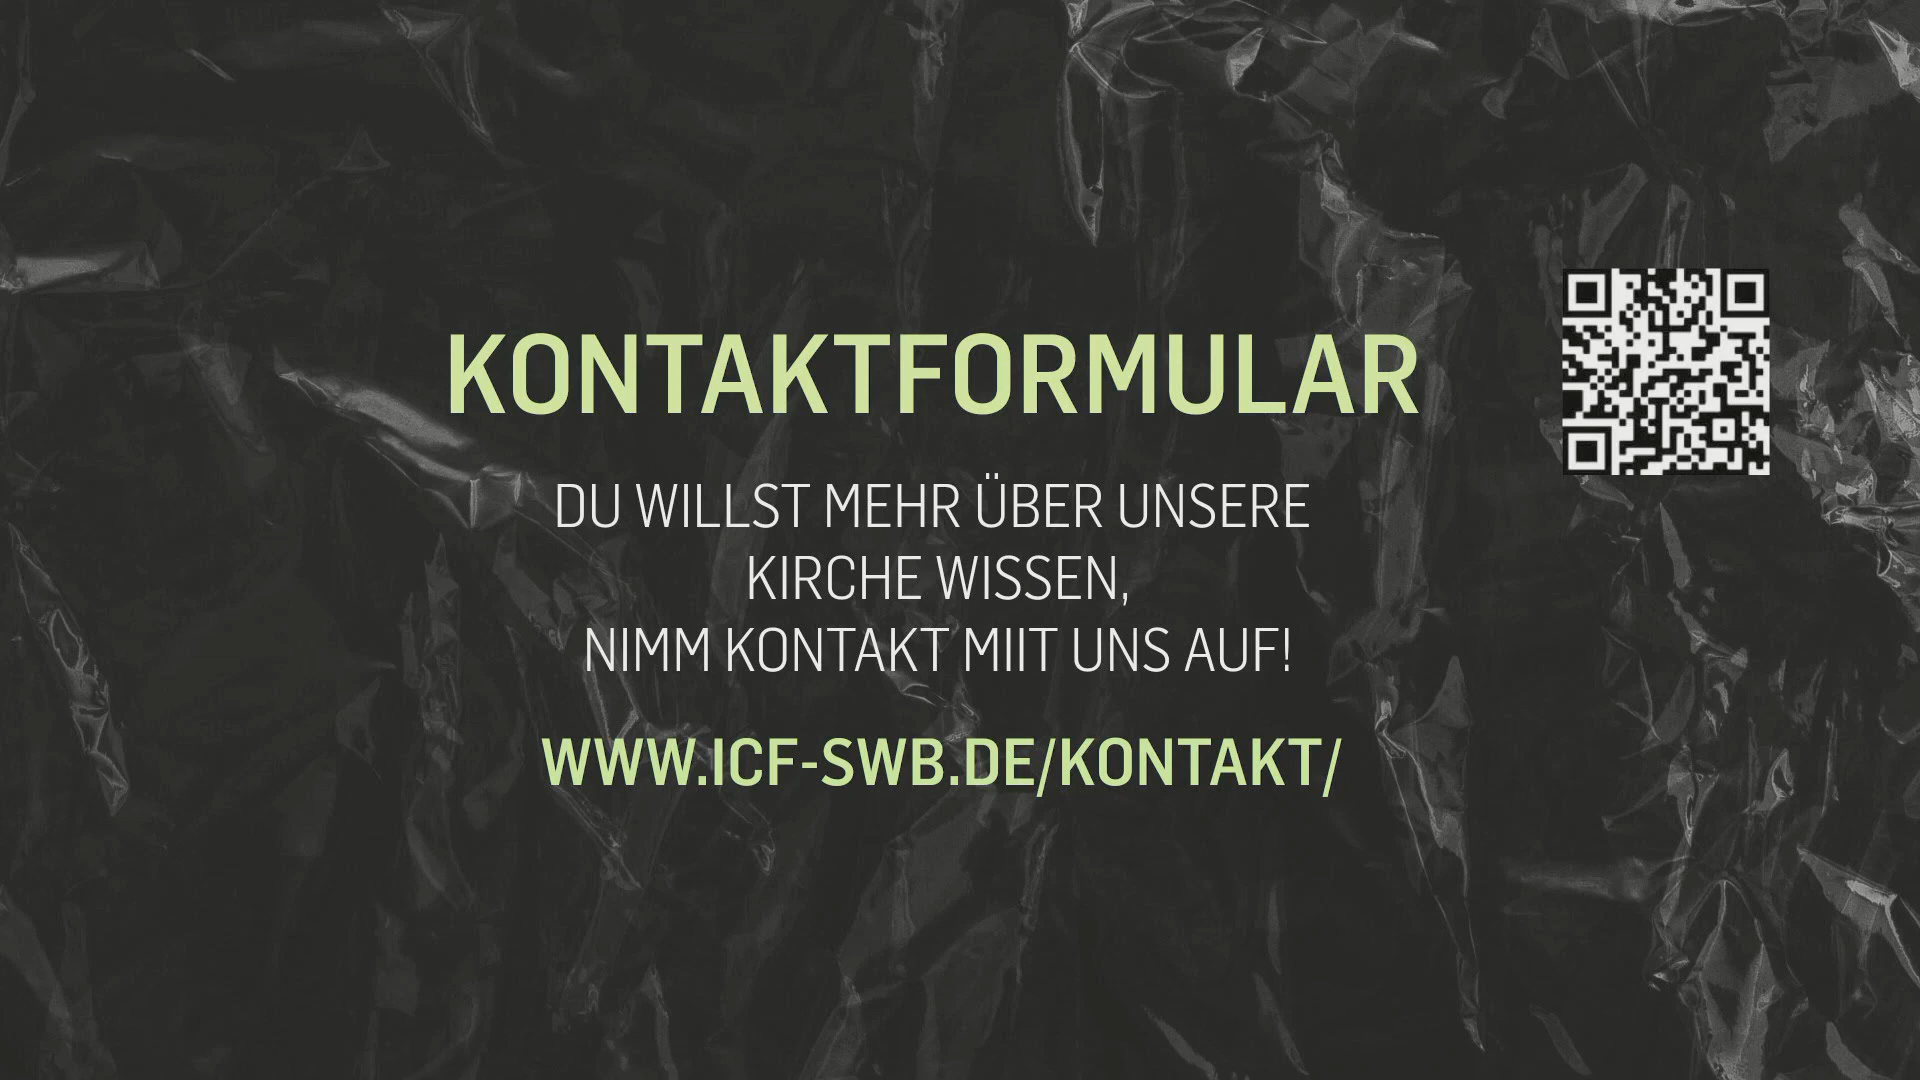 KONTAKTFORMULAR
DU WILLST MEHR ÜBER UNSERE
KIRCHE WISSEN,
NIMM KONTAKT MIIT UNS AUF!
WWW.ICF-SWB.DE/KONTAKT/